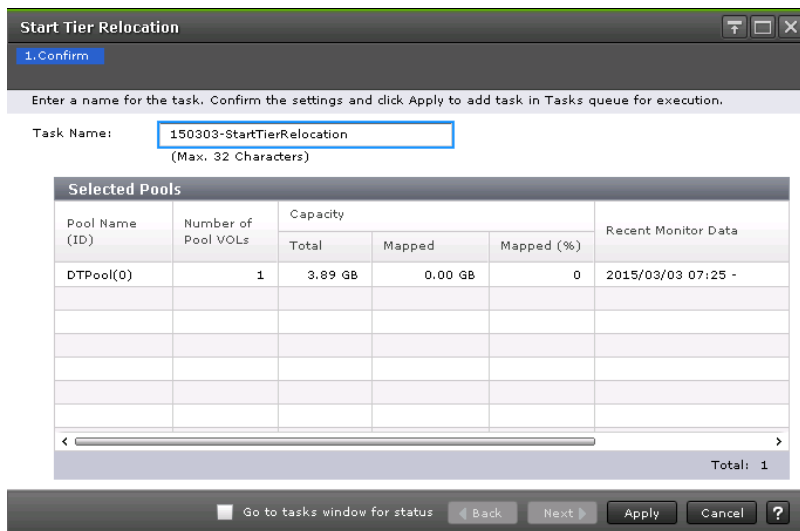 Start Tier Relocation
1.Confirm
Enter a name for the task. Confirm the settings and click Apply to add task in Tasks queue for execution.
Task Name: 150303-StartTierRelocation
(Max. 32 Characters)
Selected Pools
Pool Name (ID) Number of Pool VOLs Capacity Recent Monitor Data
Total Mapped Mapped (%)
DTPool(0) 1 3.89 GB 0.00 GB 0 2015/03/03 07:25 -
Total: 1
Go to tasks window for status Back Next Apply Cancel ?